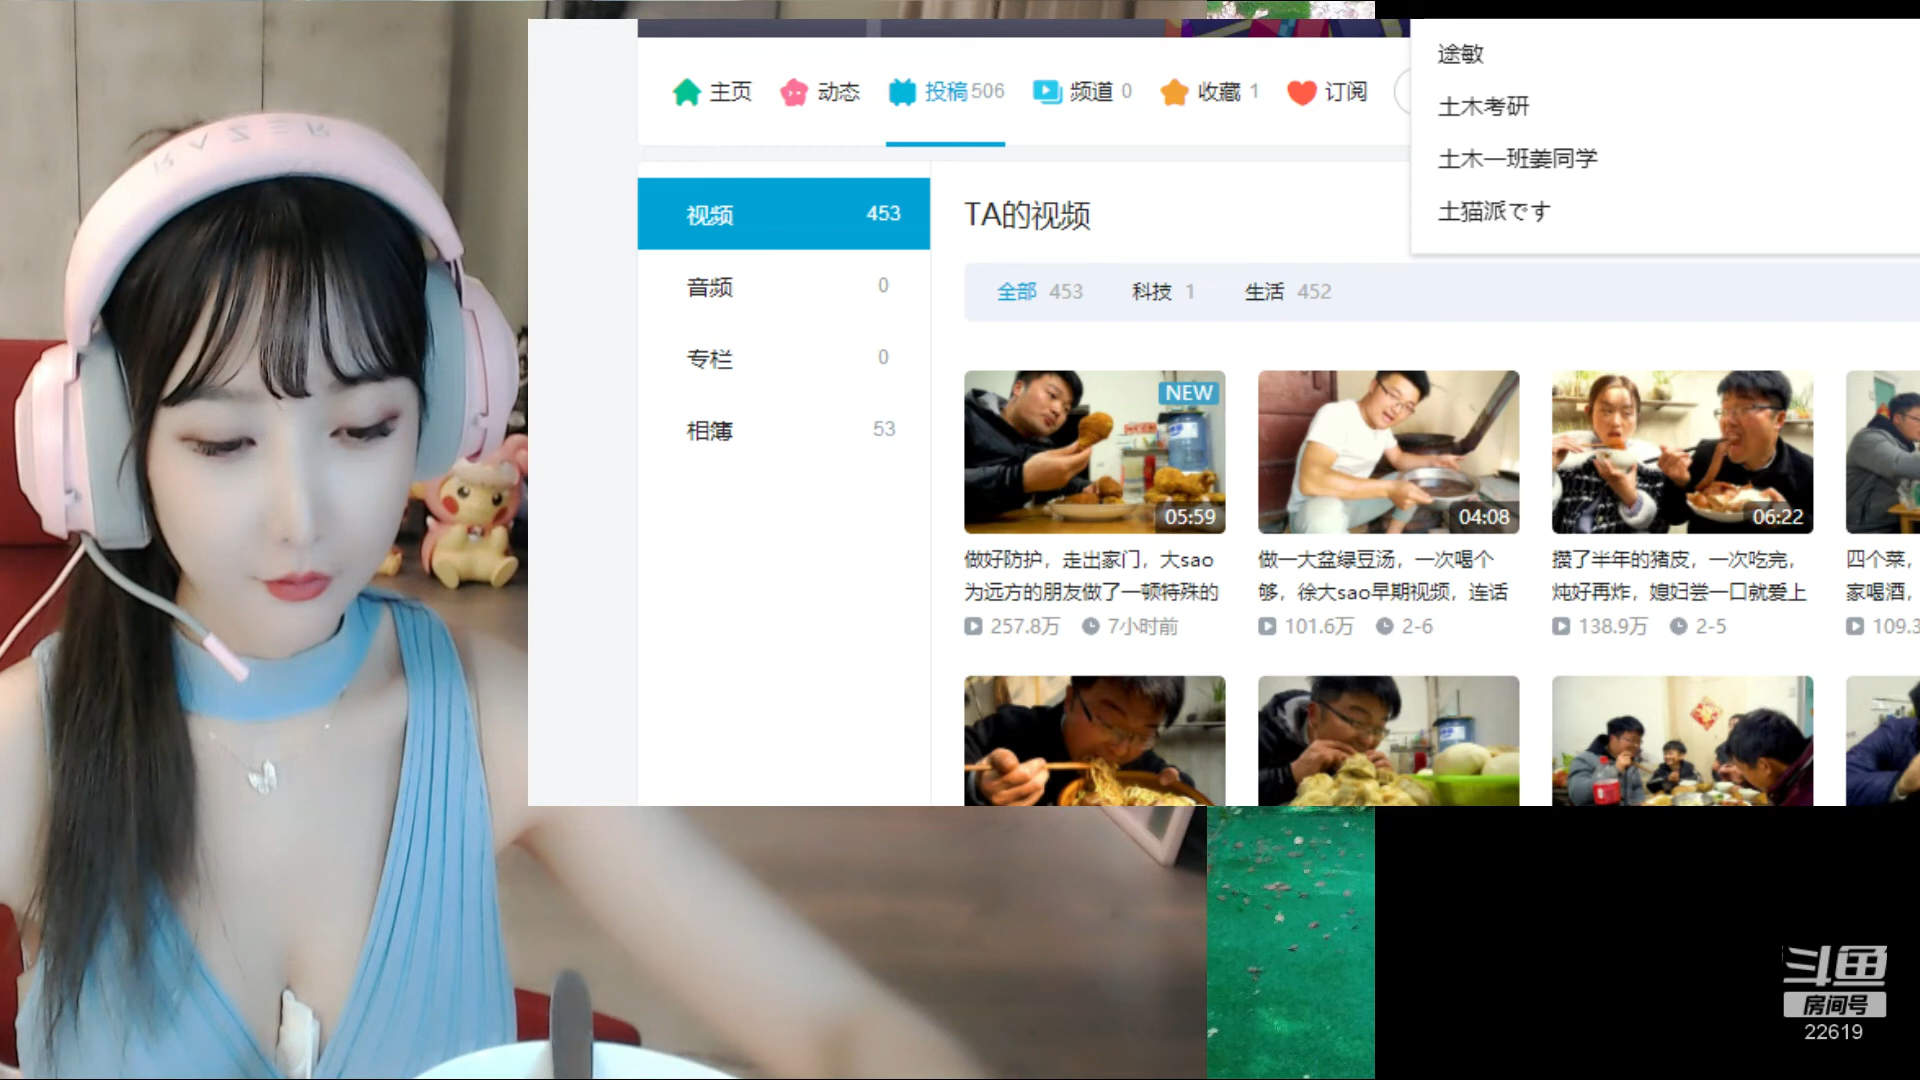 RAZER
主页
动态
投稿 506
频道 0
收藏 1
订阅
途敏
土木考研
土木一班姜同学
土猫派です
视频 453
音频 0
专栏 0
相簿 53
TA的视频
全部 453
科技 1
生活 452
NEW
05:59
04:08
06:22
做好防护，走出家门，大sao
为远方的朋友做了一顿特殊的
257.8万
7小时前
做一大盆绿豆汤，一次喝个
够，徐大sao早期视频，连话
101.6万
2-6
攒了半年的猪皮，一次吃完，
炖好再炸，媳妇尝一口就爱上
138.9万
2-5
四个菜，
家喝酒，
109.3
斗鱼
房间号
22619